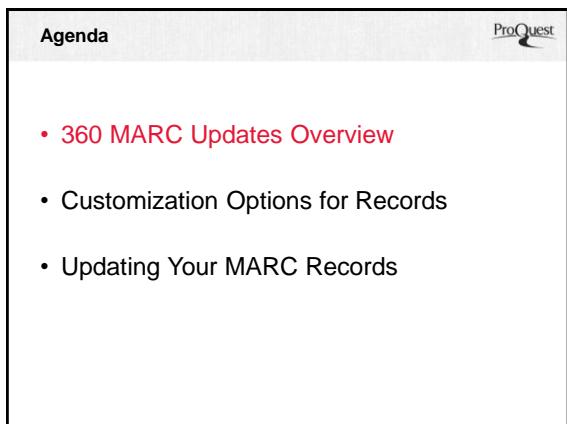 Agenda
ProQuest
• 360 MARC Updates Overview
• Customization Options for Records
• Updating Your MARC Records